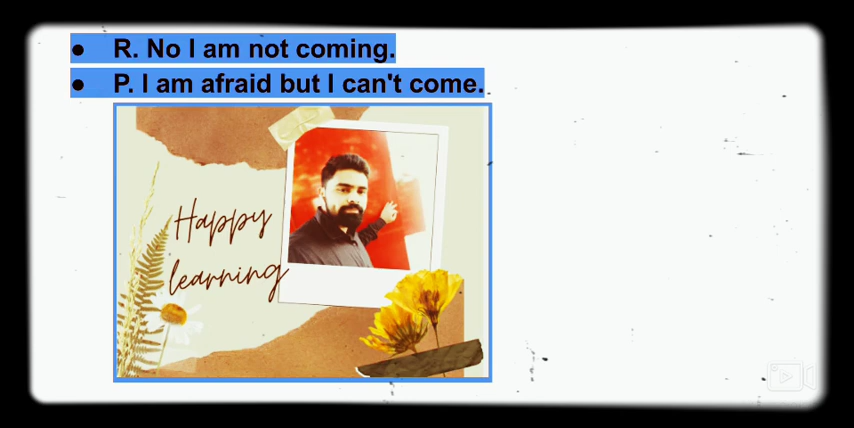 ● R. No I am not coming.
● P. I am afraid but I can't come.
Happy
learning